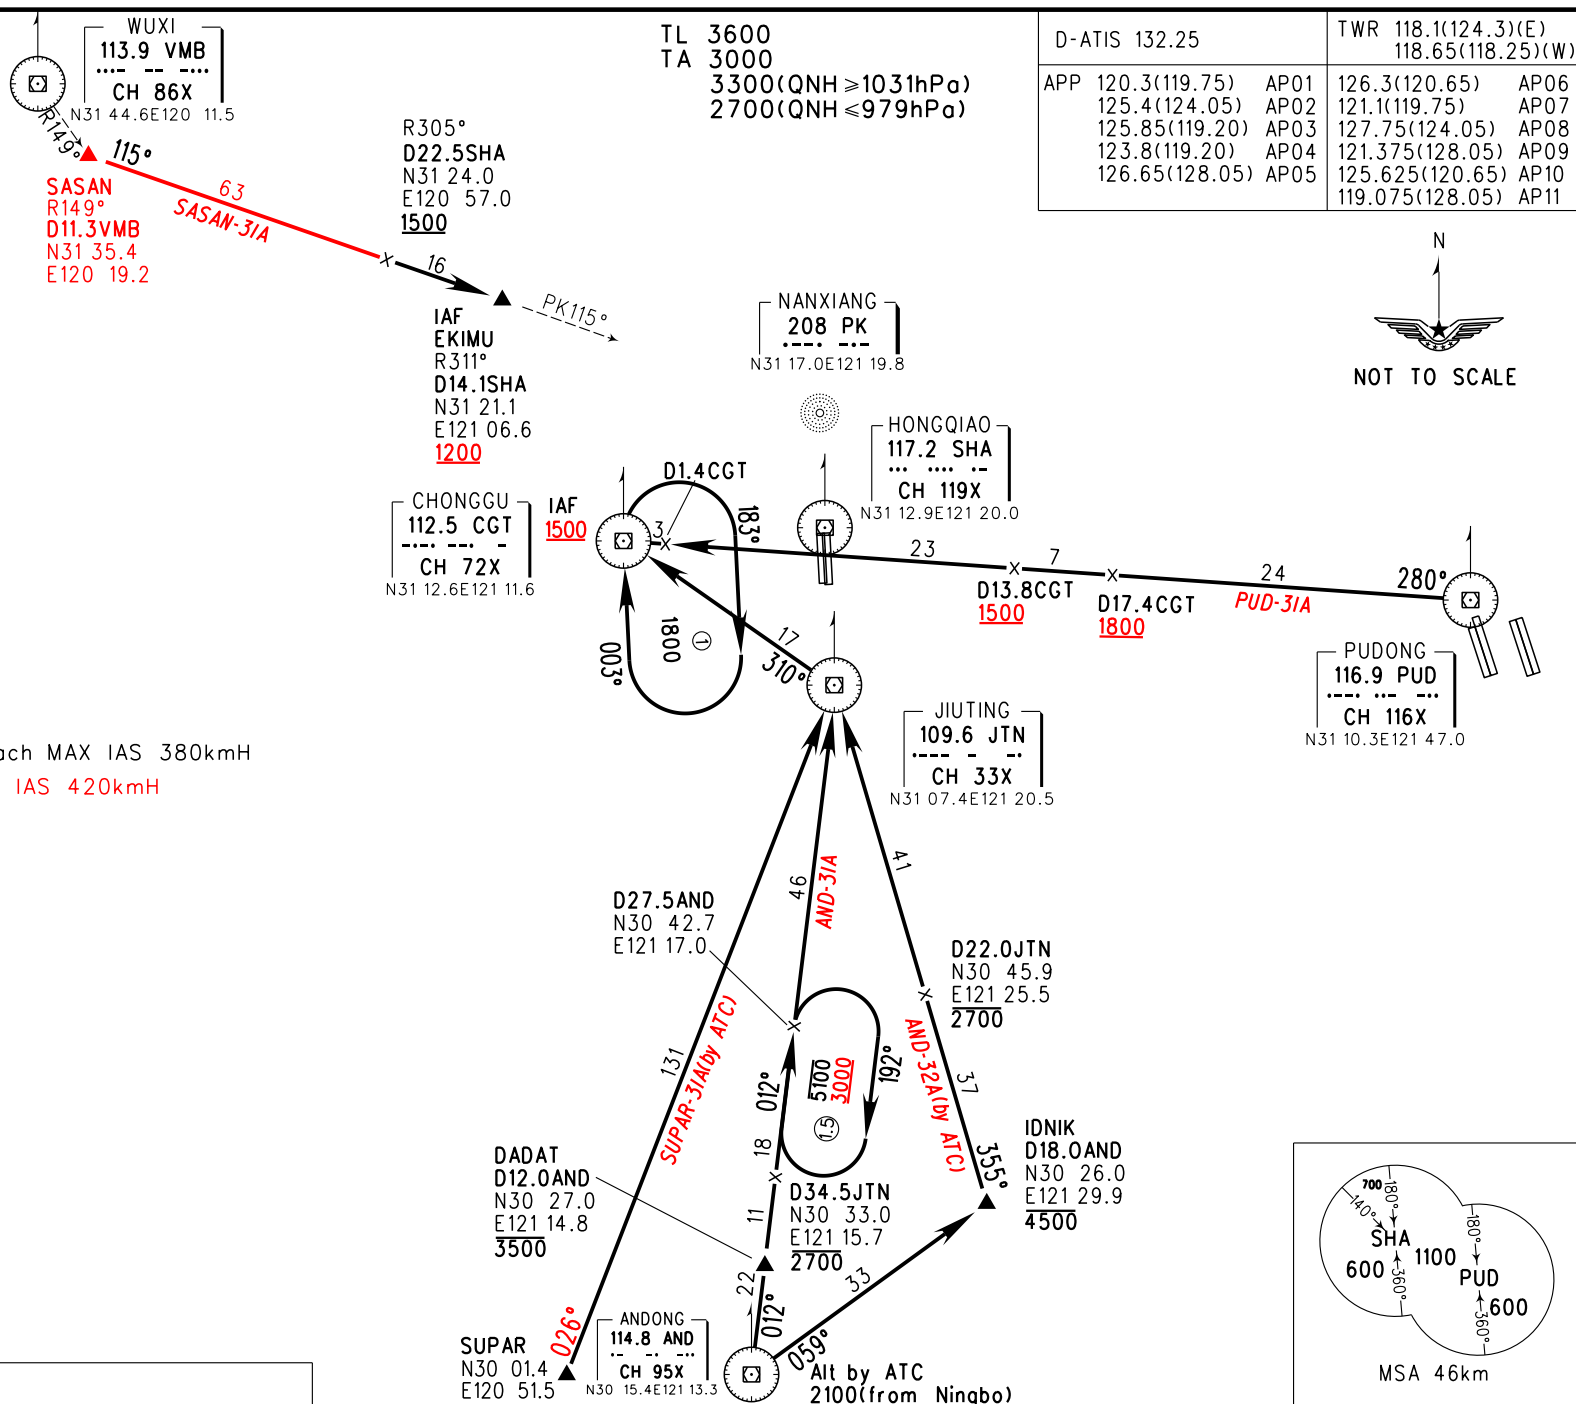 WUXI
113.9 VMB
CH 86X
N31 44.6E120 11.5
R149°
115°
SASAN
R149°
D11.3VMB
N31 35.4
E120 19.2
63
SASAN-31A
R305°
D22.5SHA
N31 24.0
E120 57.0
1500
16
IAF
EKIMU
R311°
D14.1SHA
N31 21.1
E121 06.6
1200
PK115°
TL 3600
TA 3000
3300(QNH≥1031hPa)
2700(QNH≤979hPa)
D-ATIS 132.25
TWR 118.1(124.3)(E)
118.65(118.25)(W)
APP 120.3(119.75) AP01
125.4(124.05) AP02
125.85(119.20) AP03
123.8(119.20) AP04
126.65(128.05) AP05
126.3(120.65) AP06
121.1(119.75) AP07
127.75(124.05) AP08
121.375(128.05) AP09
125.625(120.65) AP10
119.075(128.05) AP11
N
NOT TO SCALE
NANXIANG
208 PK
N31 17.0E121 19.8
HONGQIAO
117.2 SHA
CH 119X
N31 12.9E121 20.0
CHONGGU
112.5 CGT
CH 72X
N31 12.6E121 11.6
IAF
1500
D1.4CGT
3
183°
1800
1
003°
23
D13.8CGT
1500
7
D17.4CGT
1800
24
PUD-31A
280°
PUDONG
116.9 PUD
CH 116X
N31 10.3E121 47.0
17
310°
JIUTING
109.6 JTN
CH 33X
N31 07.4E121 20.5
ach MAX IAS 380kmH
IAS 420kmH
41
46
AND-31A
D27.5AND
N30 42.7
E121 17.0
D22.0JTN
N30 45.9
E121 25.5
2700
131
SUPAR-31A(by ATC)
012°
5100
3000
1.5
192°
AND-32A(by ATC)
37
355°
IDNIK
D18.0AND
N30 26.0
E121 29.9
4500
18
DADAT
D12.0AND
N30 27.0
E121 14.8
3500
D34.5JTN
N30 33.0
E121 15.7
2700
11
22
012°
33
059°
026°
SUPAR
N30 01.4
E120 51.5
ANDONG
114.8 AND
CH 95X
N30 15.4E121 13.3
Alt by ATC
2100(from Ningbo)
700
180°
140°
SHA
600
360°
1100
180°
PUD
600
360°
MSA 46km